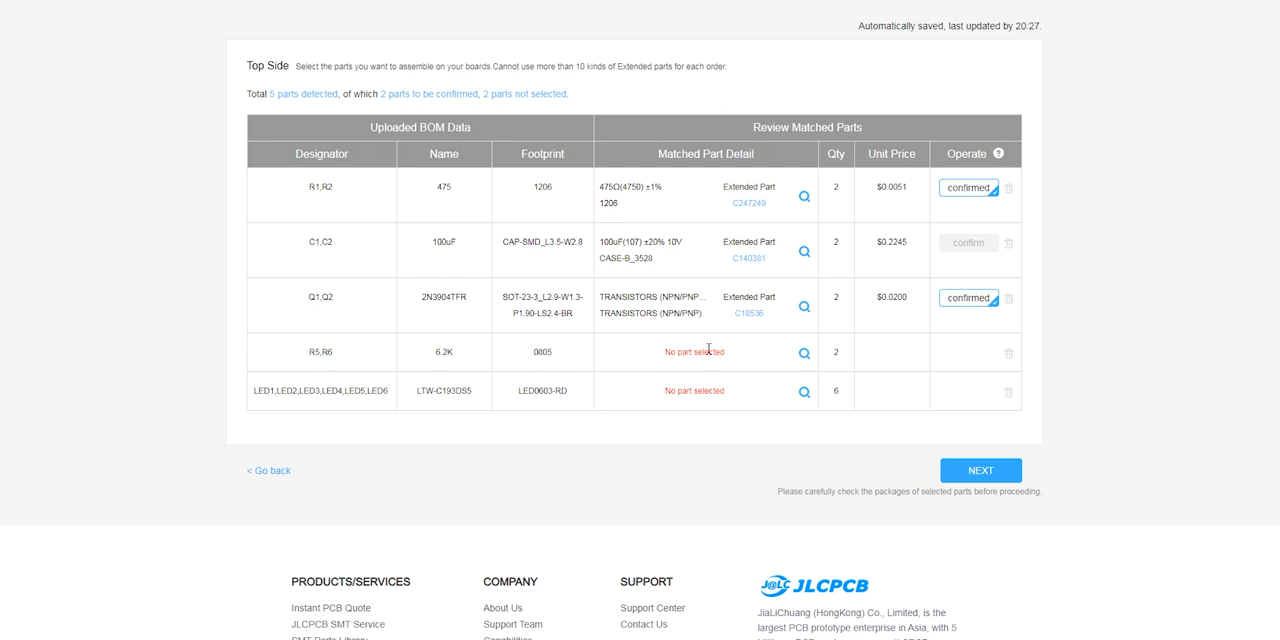 Automatically saved, last updated by 20:27.
Top Side Select the parts you want to assemble on your boards.Cannot use more than 10 kinds of Extended parts for each order.
Total 5 parts detected, of which 2 parts to be confirmed, 2 parts not selected.
Uploaded BOM Data Review Matched Parts
Designator Name Footprint Matched Part Detail Qty Unit Price Operate ?
R1,R2 475 1206 475Ω(4750) ±1% Extended Part 2 $0.0051 confirmed
1206 C247249
C1,C2 100uF CAP-SMD_L3.5-W2.8 100uF(107) ±20% 10V Extended Part 2 $0.2245 confirm
CASE-B_3528 C140381
Q1,Q2 2N3904TFR SOT-23-3_L2.9-W1.3- TRANSISTORS (NPN/PNP... Extended Part 2 $0.0200 confirmed
P1.90-LS2.4-BR TRANSISTORS (NPN/PNP) C18536
R5,R6 6.2K 0805 No part selected 2
LED1,LED2,LED3,LED4,LED5,LED6 LTW-C193DS5 LED0603-RD No part selected 6
< Go back NEXT
Please carefully check the packages of selected parts before proceeding.
PRODUCTS/SERVICES COMPANY SUPPORT J@LC JLCPCB
Instant PCB Quote About Us Support Center JiaLiChuang (HongKong) Co., Limited, is the
JLCPCB SMT Service Support Team Contact Us largest PCB prototype enterprise in Asia, with 5